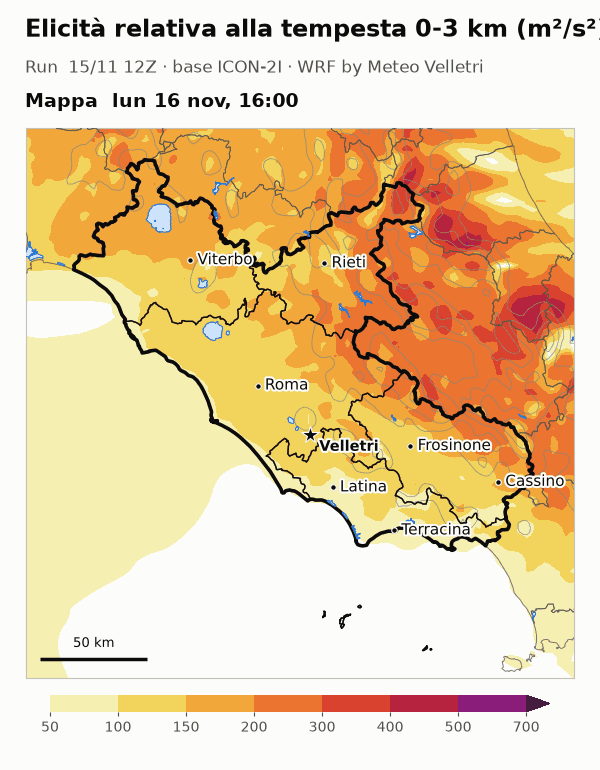 Elicità relativa alla tempesta 0-3 km (m²/s²)
Run 15/11 12Z · base ICON-2I · WRF by Meteo Velletri
Mappa lun 16 nov, 16:00
Viterbo
Rieti
Roma
Velletri
Frosinone
Cassino
Latina
Terracina
50 km
50 100 150 200 300 400 500 700